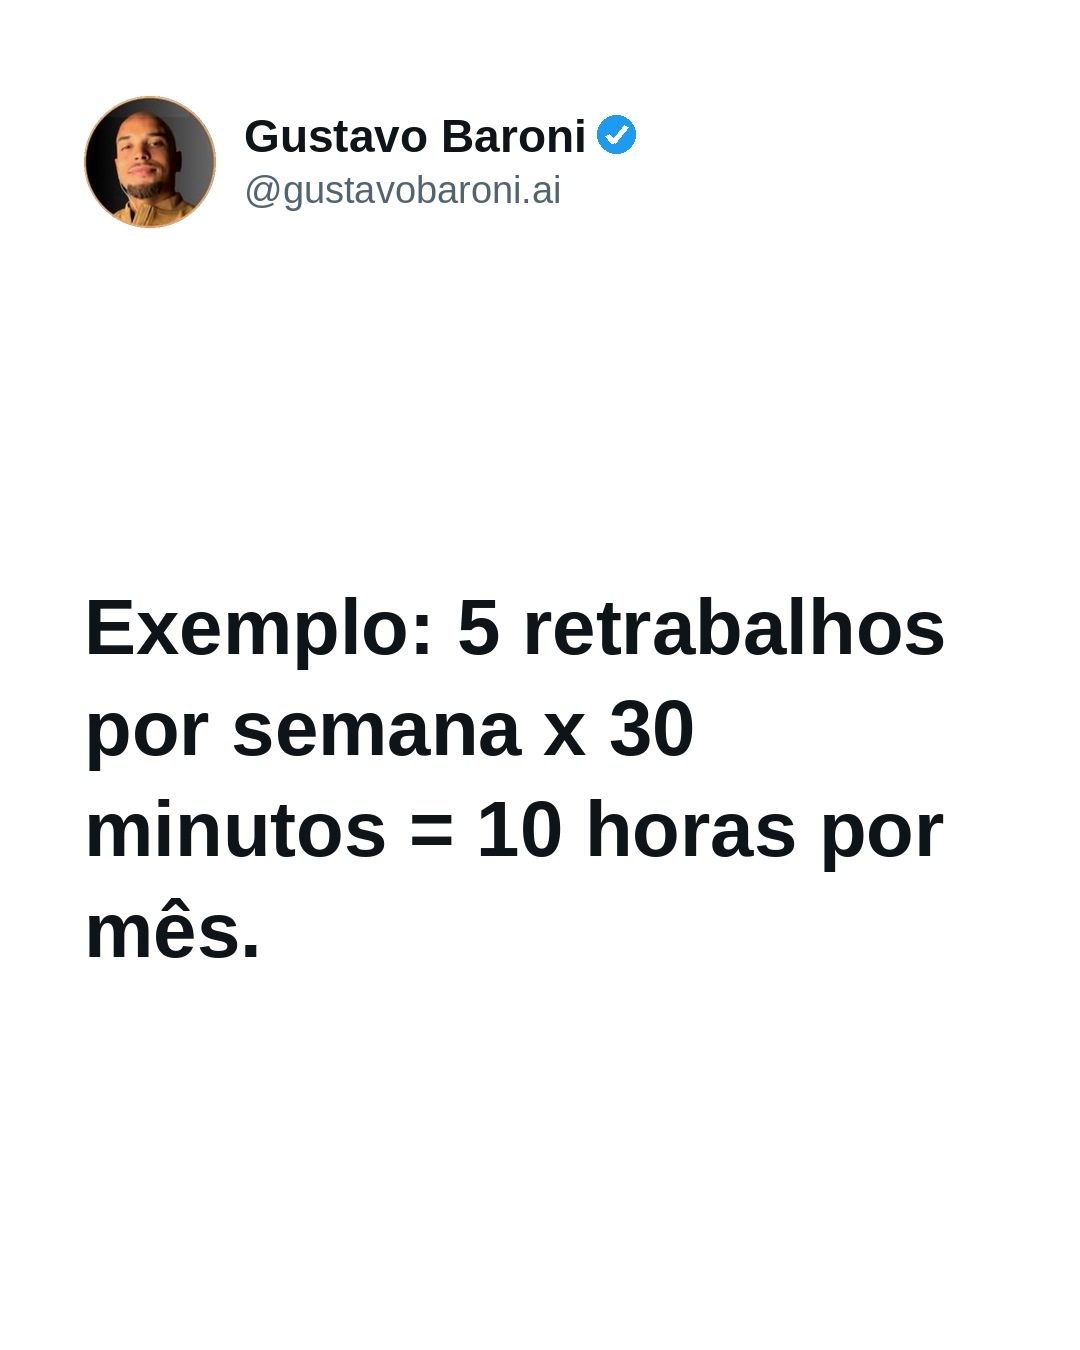 Gustavo Baroni
@gustavobaroni.ai
Exemplo: 5 retrabalhos
por semana x 30
minutos = 10 horas por
mês.